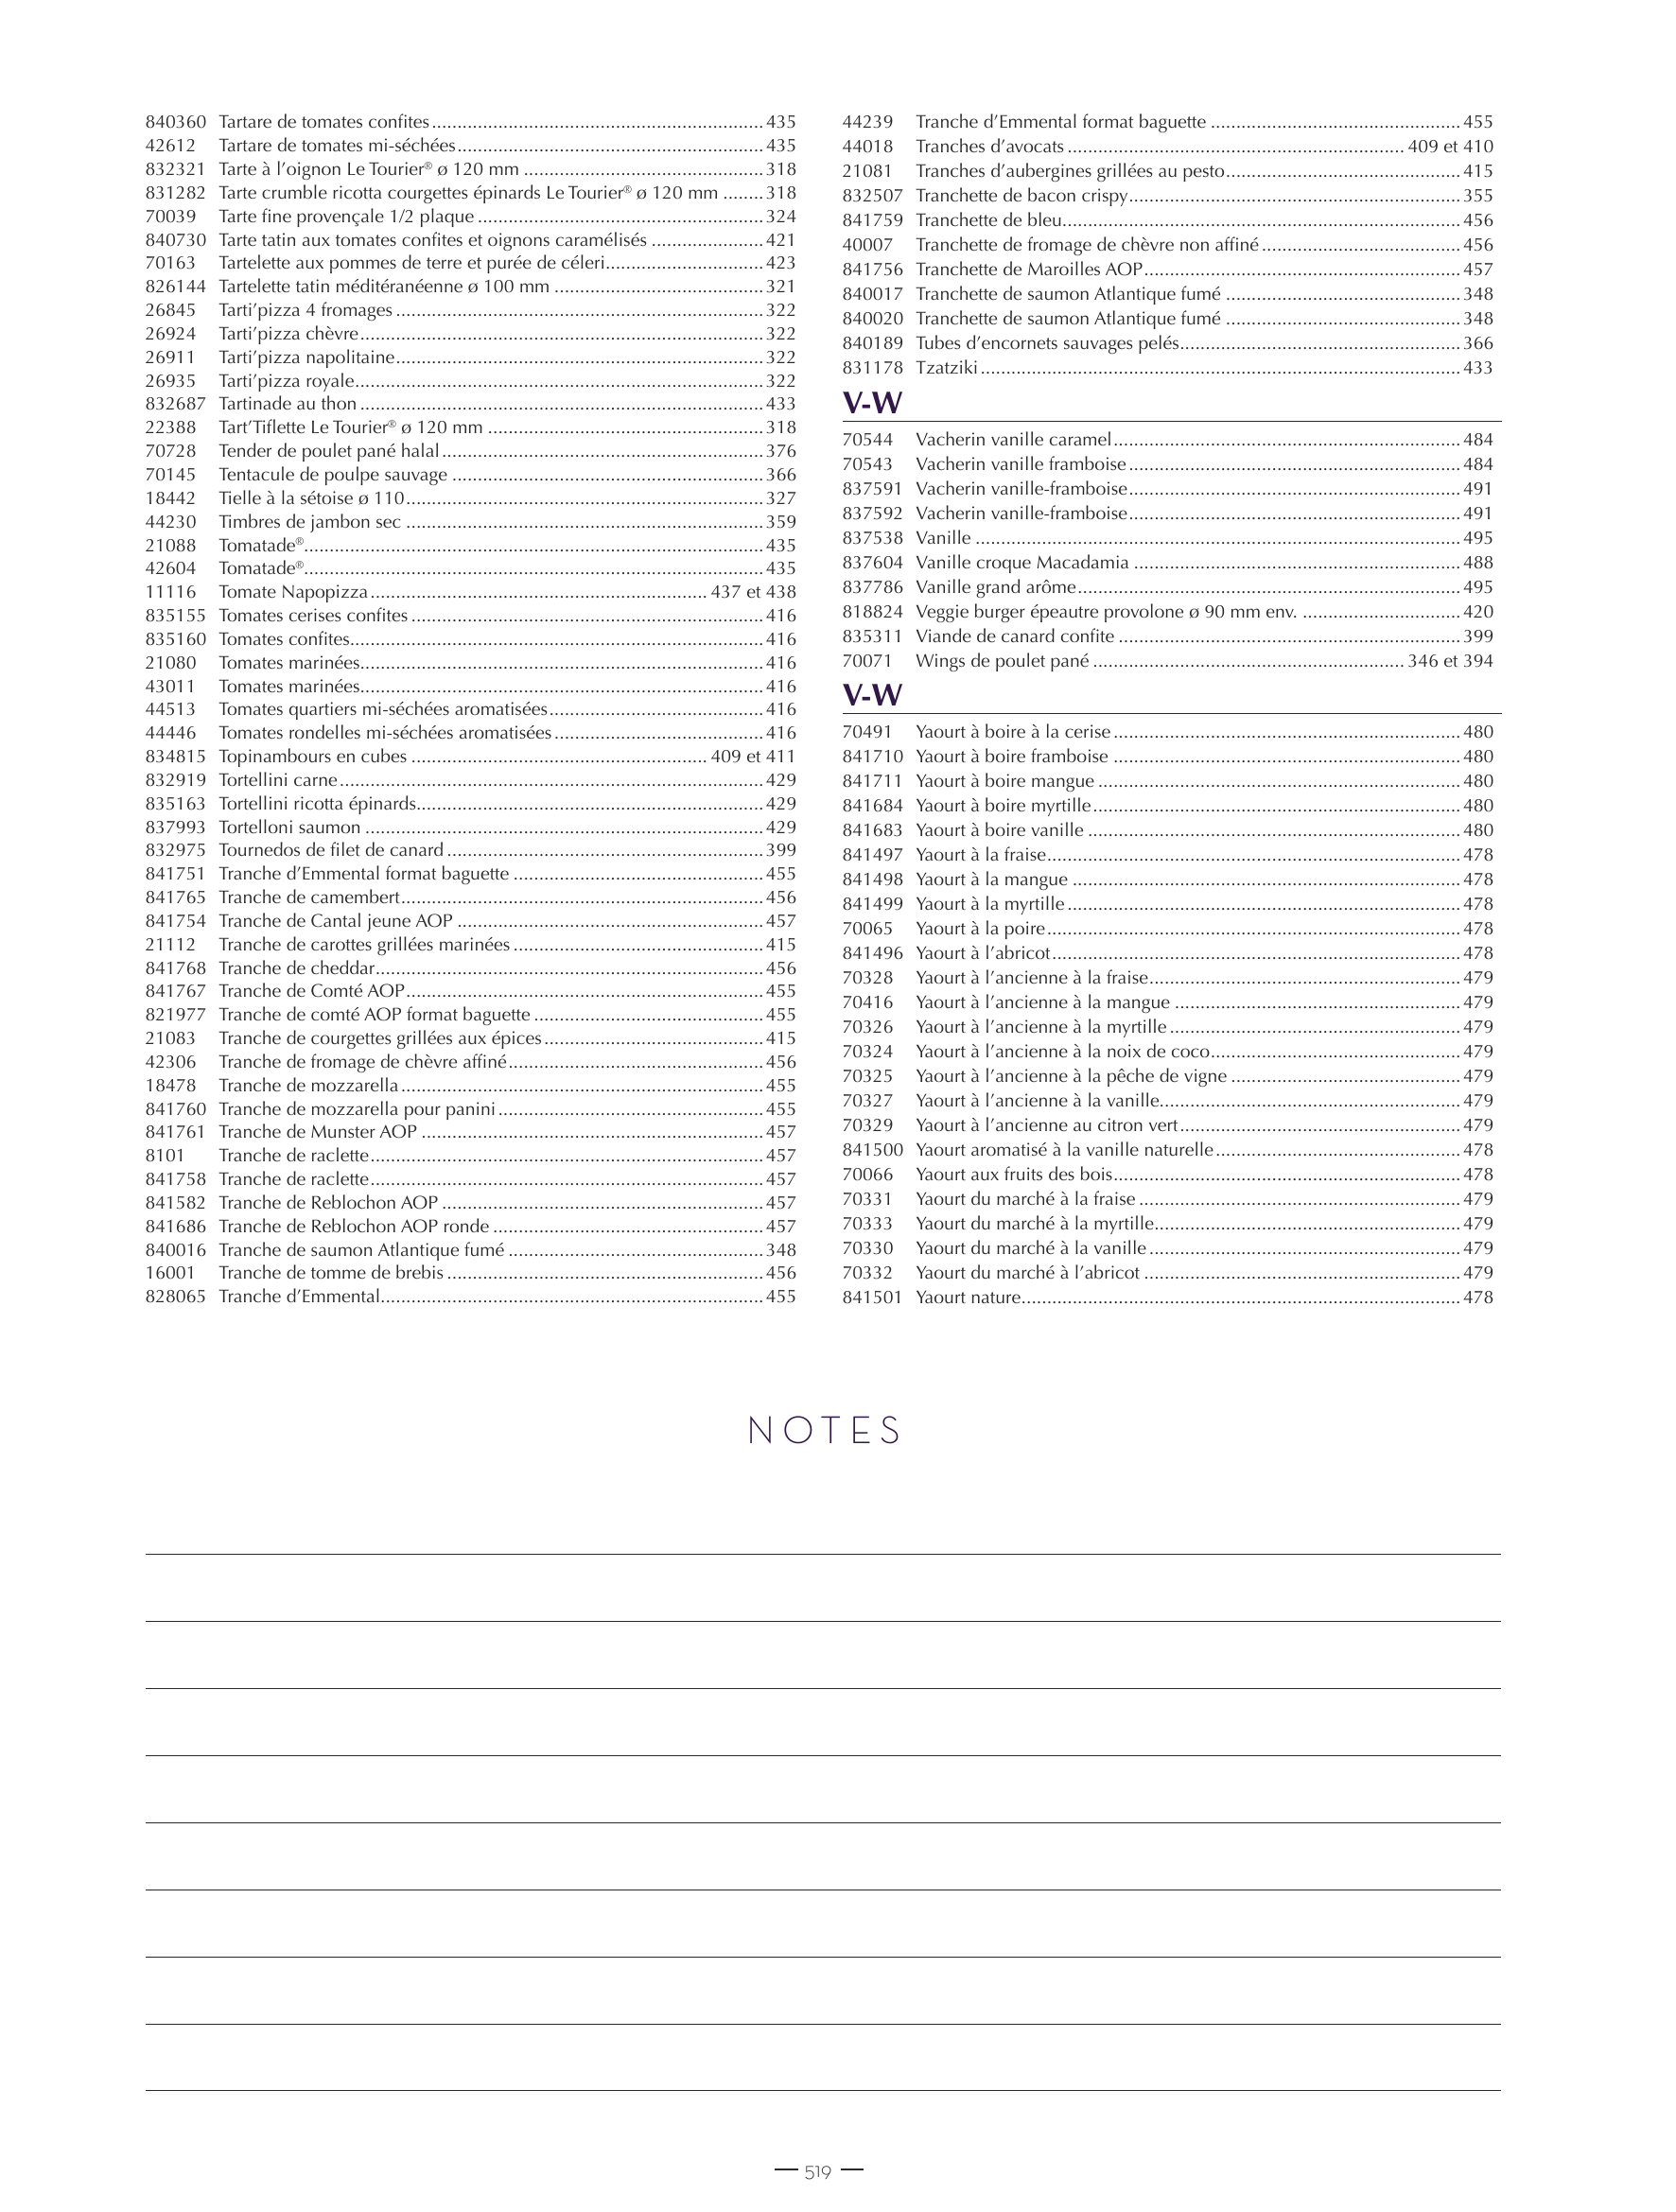 840360 Tartare de tomates confites 435
42612 Tartare de tomates mi-séchées 435
832321 Tarte à l’oignon Le Tourier® ø 120 mm 318
831282 Tarte crumble ricotta courgettes épinards Le Tourier® ø 120 mm 318
70039 Tarte fine provençale 1/2 plaque 324
840730 Tarte tatin aux tomates confites et oignons caramélisés 421
70163 Tartelette aux pommes de terre et purée de céleri 423
826144 Tartelette tatin méditéranéenne ø 100 mm 321
26845 Tarti’pizza 4 fromages 322
26924 Tarti’pizza chèvre 322
26911 Tarti’pizza napolitaine 322
26935 Tarti’pizza royale 322
832687 Tartinade au thon 433
22388 Tart’Tiflette Le Tourier® ø 120 mm 318
70728 Tender de poulet pané halal 376
70145 Tentacule de poulpe sauvage 366
18442 Tielle à la sétoise ø 110 327
44230 Timbres de jambon sec 359
21088 Tomatade® 435
42604 Tomatade® 435
11116 Tomate Napopizza 437 et 438
835155 Tomates cerises confites 416
835160 Tomates confites 416
21080 Tomates marinées 416
43011 Tomates marinées 416
44513 Tomates quartiers mi-séchées aromatisées 416
44446 Tomates rondelles mi-séchées aromatisées 416
834815 Topinambours en cubes 409 et 411
832919 Tortellini carne 429
835163 Tortellini ricotta épinards 429
837993 Tortelloni saumon 429
832975 Tournedos de filet de canard 399
841751 Tranche d’Emmental format baguette 455
841765 Tranche de camembert 456
841754 Tranche de Cantal jeune AOP 457
21112 Tranche de carottes grillées marinées 415
841768 Tranche de cheddar 456
841767 Tranche de Comté AOP 455
821977 Tranche de comté AOP format baguette 455
21083 Tranche de courgettes grillées aux épices 415
42306 Tranche de fromage de chèvre affiné 456
18478 Tranche de mozzarella 455
841760 Tranche de mozzarella pour panini 455
841761 Tranche de Munster AOP 457
8101 Tranche de raclette 457
841758 Tranche de raclette 457
841582 Tranche de Reblochon AOP 457
841686 Tranche de Reblochon AOP ronde 457
840016 Tranche de saumon Atlantique fumé 348
16001 Tranche de tomme de brebis 456
828065 Tranche d’Emmental 455
44239 Tranche d’Emmental format baguette 455
44018 Tranches d’avocats 409 et 410
21081 Tranches d’aubergines grillées au pesto 415
832507 Tranchette de bacon crispy 355
841759 Tranchette de bleu 456
40007 Tranchette de fromage de chèvre non affiné 456
841756 Tranchette de Maroilles AOP 457
840017 Tranchette de saumon Atlantique fumé 348
840020 Tranchette de saumon Atlantique fumé 348
840189 Tubes d’encornets sauvages pelés 366
831178 Tzatziki 433
V-W
70544 Vacherin vanille caramel 484
70543 Vacherin vanille framboise 484
837591 Vacherin vanille-framboise 491
837592 Vacherin vanille-framboise 491
837538 Vanille 495
837604 Vanille croque Macadamia 488
837786 Vanille grand arôme 495
818824 Veggie burger épeautre provolone ø 90 mm env. 420
835311 Viande de canard confite 399
70071 Wings de poulet pané 346 et 394
V-W
70491 Yaourt à boire à la cerise 480
841710 Yaourt à boire framboise 480
841711 Yaourt à boire mangue 480
841684 Yaourt à boire myrtille 480
841683 Yaourt à boire vanille 480
841497 Yaourt à la fraise 478
841498 Yaourt à la mangue 478
841499 Yaourt à la myrtille 478
70065 Yaourt à la poire 478
841496 Yaourt à l’abricot 478
70328 Yaourt à l’ancienne à la fraise 479
70416 Yaourt à l’ancienne à la mangue 479
70326 Yaourt à l’ancienne à la myrtille 479
70324 Yaourt à l’ancienne à la noix de coco 479
70325 Yaourt à l’ancienne à la pêche de vigne 479
70327 Yaourt à l’ancienne à la vanille 479
70329 Yaourt à l’ancienne au citron vert 479
841500 Yaourt aromatisé à la vanille naturelle 478
70066 Yaourt aux fruits des bois 478
70331 Yaourt du marché à la fraise 479
70333 Yaourt du marché à la myrtille 479
70330 Yaourt du marché à la vanille 479
70332 Yaourt du marché à l’abricot 479
841501 Yaourt nature 478
NOTES
— 519 —